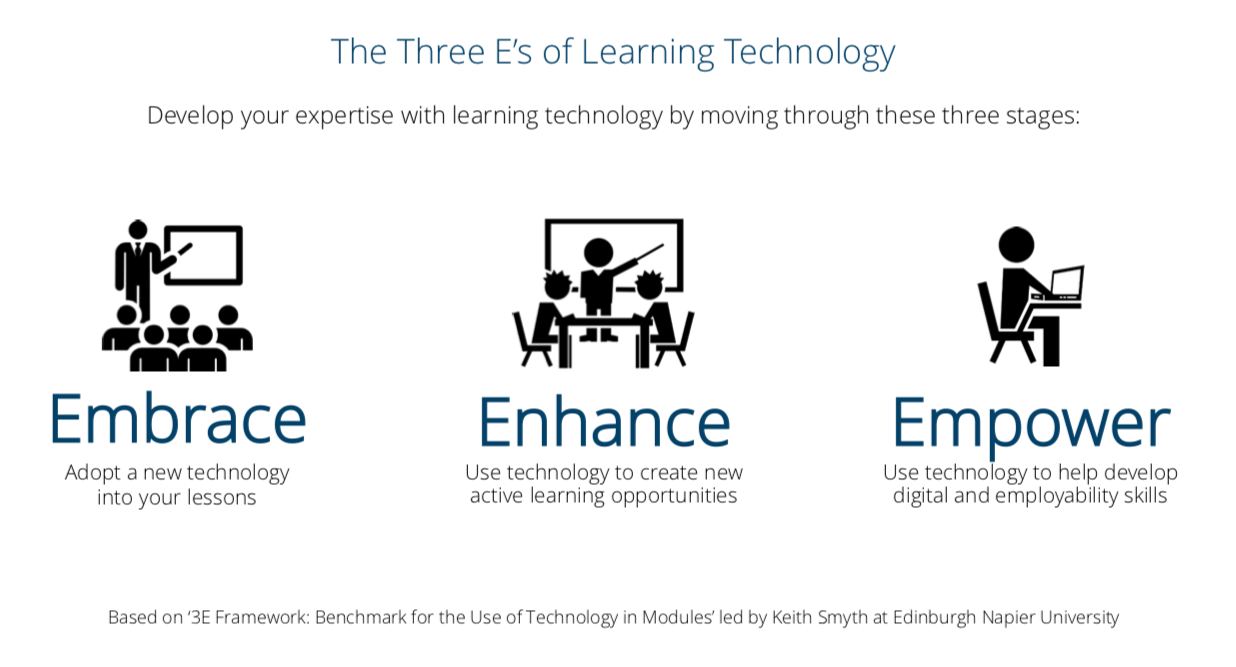 The Three E’s of Learning Technology
Develop your expertise with learning technology by moving through these three stages:
Embrace
Adopt a new technology
into your lessons
Enhance
Use technology to create new
active learning opportunities
Empower
Use technology to help develop
digital and employability skills
Based on ‘3E Framework: Benchmark for the Use of Technology in Modules’ led by Keith Smyth at Edinburgh Napier University